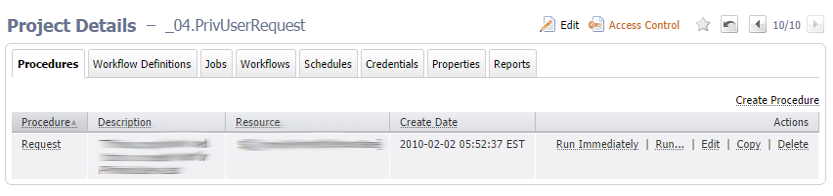 Project Details – _04.PrivUserRequest Edit Access Control 10/10
Procedures Workflow Definitions Jobs Workflows Schedules Credentials Properties Reports
Create Procedure
Procedure Description Resource Create Date Actions
Request 2010-02-02 05:52:37 EST Run Immediately | Run... | Edit | Copy | Delete